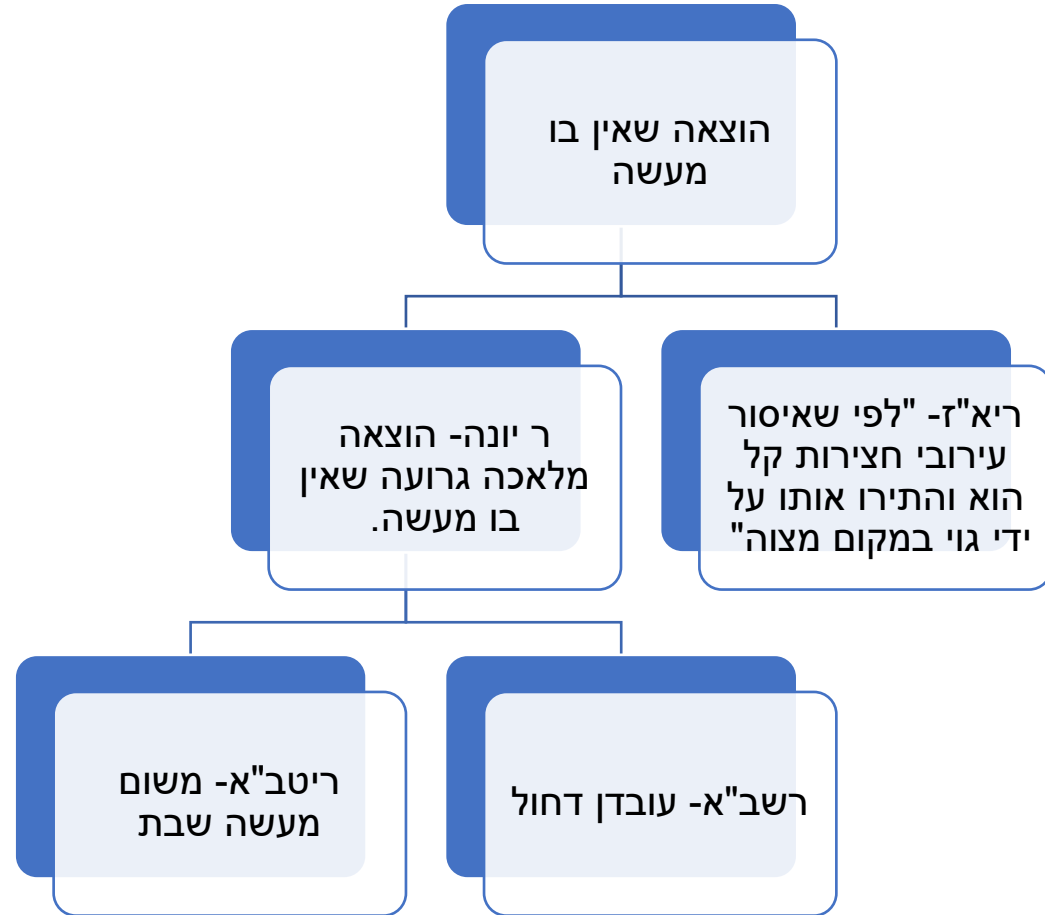 הוצאה שאין בו
מעשה
ריא"ז- "לפי שאיסור
עירובי חצירות קל
הוא והתירו אותו על
ידי גוי במקום מצוה"
ר יונה- הוצאה
מלאכה גרועה שאין
בו מעשה.
רשב"א- עובדן דחול
ריטב"א- משום
מעשה שבת